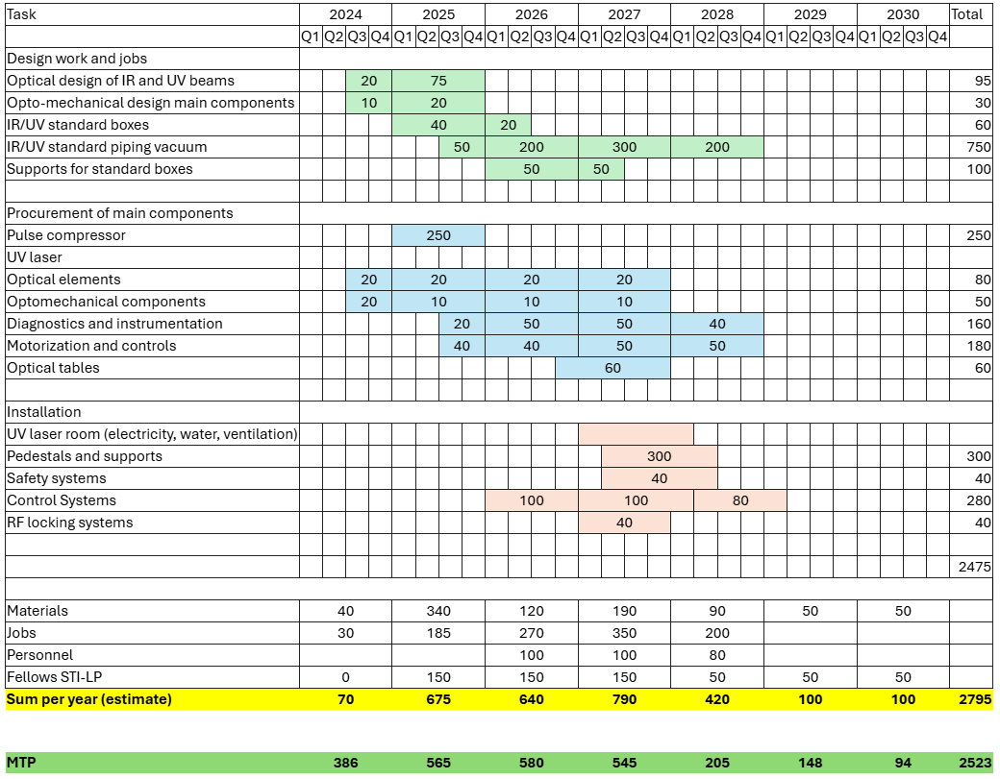 Task 2024 2025 2026 2027 2028 2029 2030 Total
Q1 Q2 Q3 Q4 Q1 Q2 Q3 Q4 Q1 Q2 Q3 Q4 Q1 Q2 Q3 Q4 Q1 Q2 Q3 Q4 Q1 Q2 Q3 Q4 Q1 Q2 Q3 Q4
Design work and jobs
Optical design of IR and UV beams 20 75 95
Opto-mechanical design main components 10 20 30
IR/UV standard boxes 40 20 60
IR/UV standard piping vacuum 50 200 300 200 750
Supports for standard boxes 50 50 100
Procurement of main components
Pulse compressor 250 250
UV laser
Optical elements 20 20 20 20 80
Optomechanical components 20 10 10 10 50
Diagnostics and instrumentation 20 50 50 40 160
Motorization and controls 40 40 50 50 180
Optical tables 60 60
Installation
UV laser room (electricity, water, ventilation)
Pedestals and supports 300 300
Safety systems 40 40
Control Systems 100 100 80 280
RF locking systems 40 40
2475
Materials 40 340 120 190 90 50 50
Jobs 30 185 270 350 200
Personnel 100 100 80
Fellows STI-LP 0 150 150 150 50 50 50
Sum per year (estimate) 70 675 640 790 420 100 100 2795
MTP 386 565 580 545 205 148 94 2523